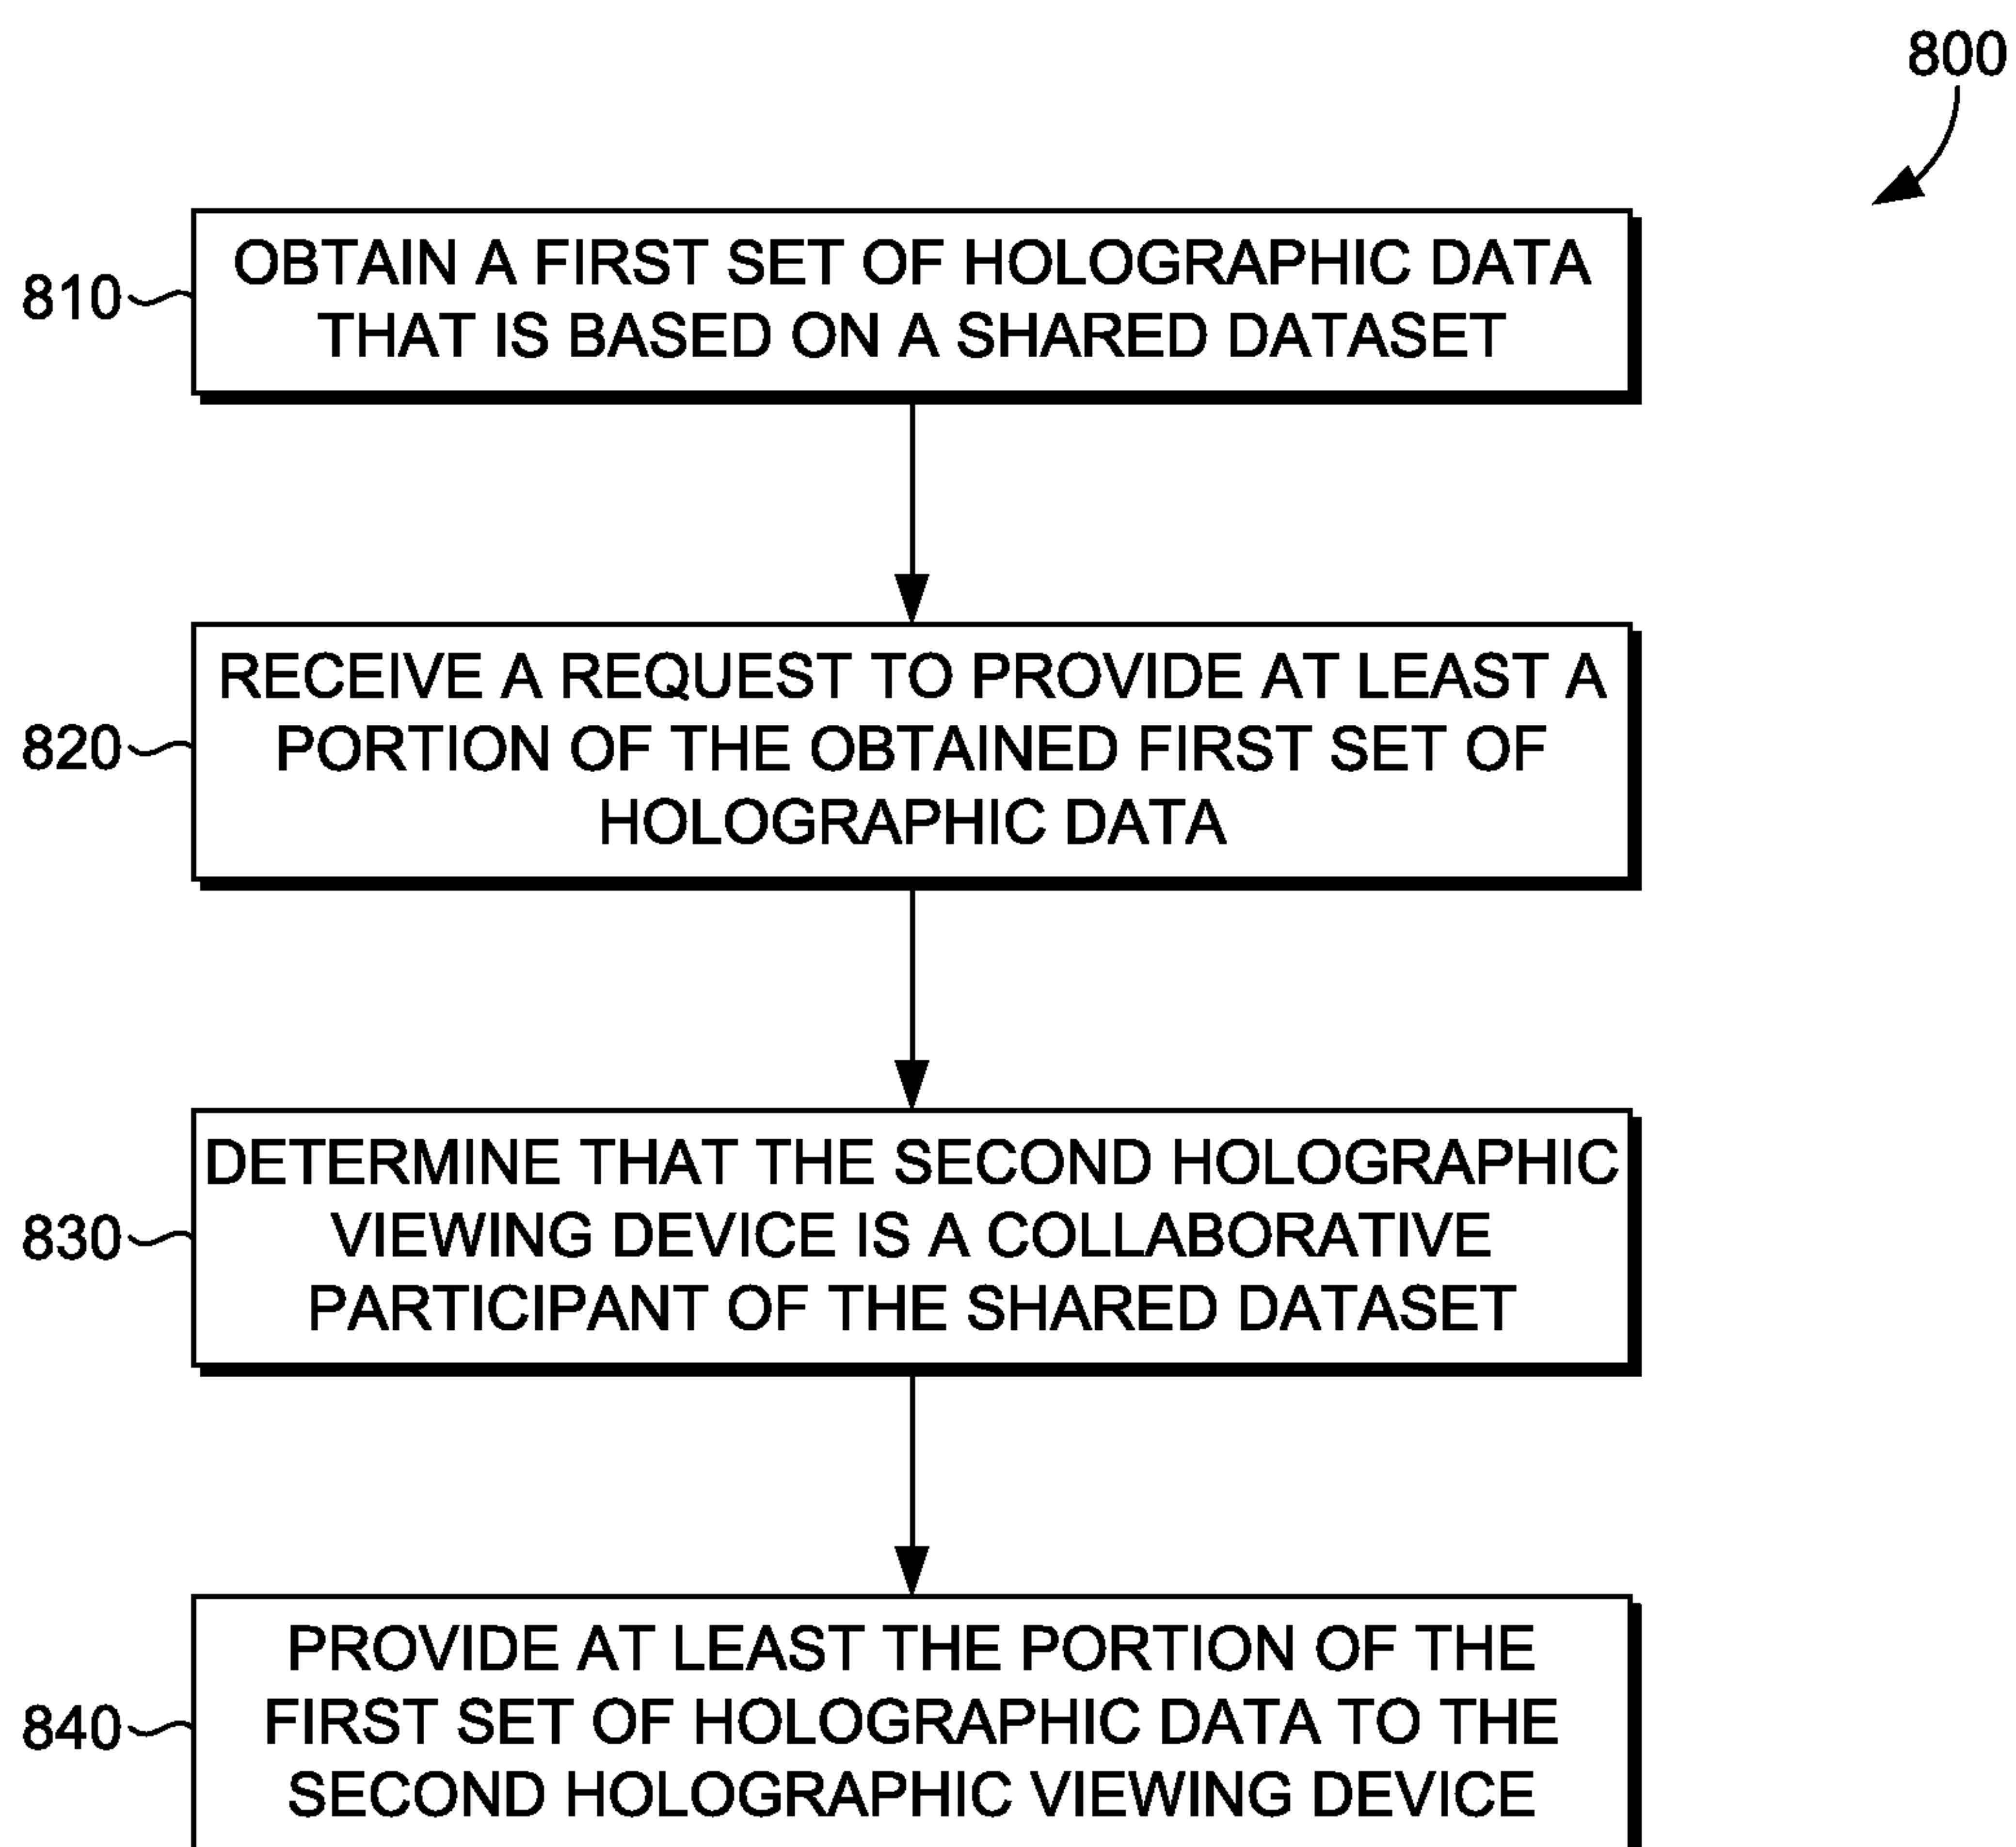 800
810
OBTAIN A FIRST SET OF HOLOGRAPHIC DATA
THAT IS BASED ON A SHARED DATASET
820
RECEIVE A REQUEST TO PROVIDE AT LEAST A
PORTION OF THE OBTAINED FIRST SET OF
HOLOGRAPHIC DATA
830
DETERMINE THAT THE SECOND HOLOGRAPHIC
VIEWING DEVICE IS A COLLABORATIVE
PARTICIPANT OF THE SHARED DATASET
840
PROVIDE AT LEAST THE PORTION OF THE
FIRST SET OF HOLOGRAPHIC DATA TO THE
SECOND HOLOGRAPHIC VIEWING DEVICE